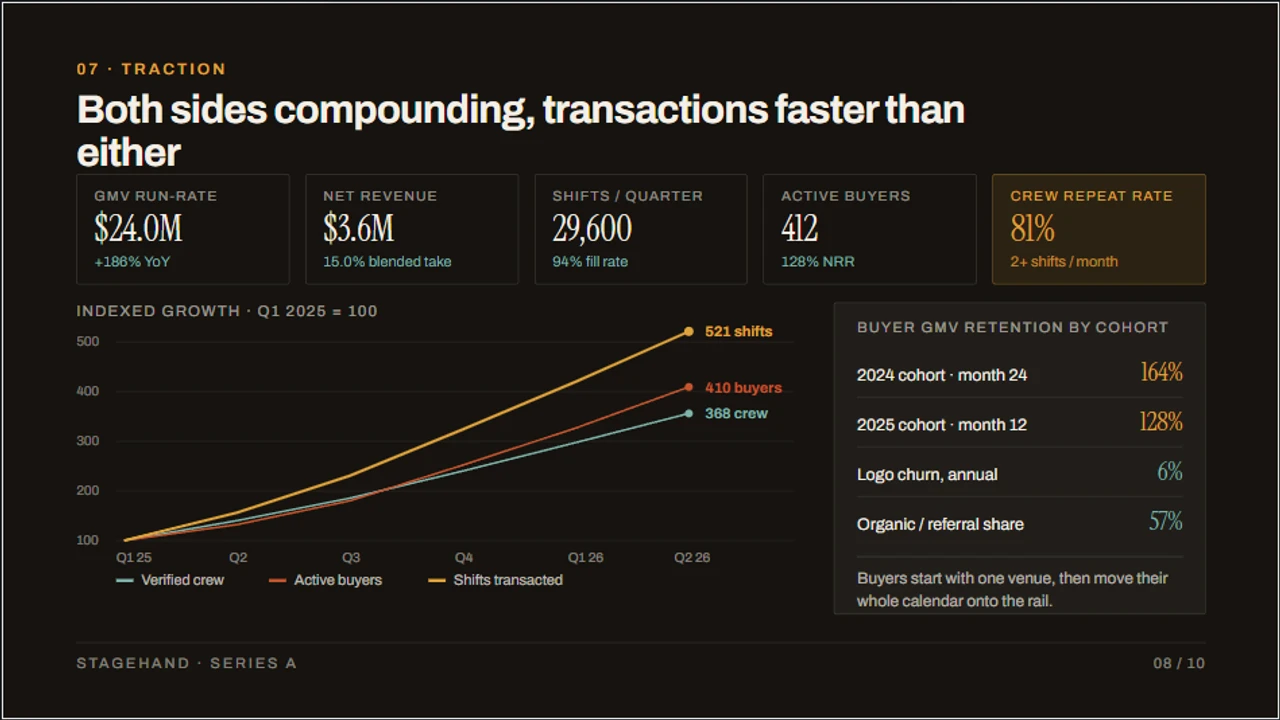 07 · TRACTION
Both sides compounding, transactions faster than
either
GMV RUN-RATE
$24.0M
+186% YoY
NET REVENUE
$3.6M
15.0% blended take
SHIFTS / QUARTER
29,600
94% fill rate
ACTIVE BUYERS
412
128% NRR
CREW REPEAT RATE
81%
2+ shifts / month
INDEXED GROWTH · Q1 2025 = 100
500
400
300
200
100
521 shifts
410 buyers
368 crew
Q1 25
Q2
Q3
Q4
Q1 26
Q2 26
Verified crew
Active buyers
Shifts transacted
BUYER GMV RETENTION BY COHORT
2024 cohort · month 24 164%
2025 cohort · month 12 128%
Logo churn, annual 6%
Organic / referral share 57%
Buyers start with one venue, then move their
whole calendar onto the rail.
STAGEHAND · SERIES A
08 / 10